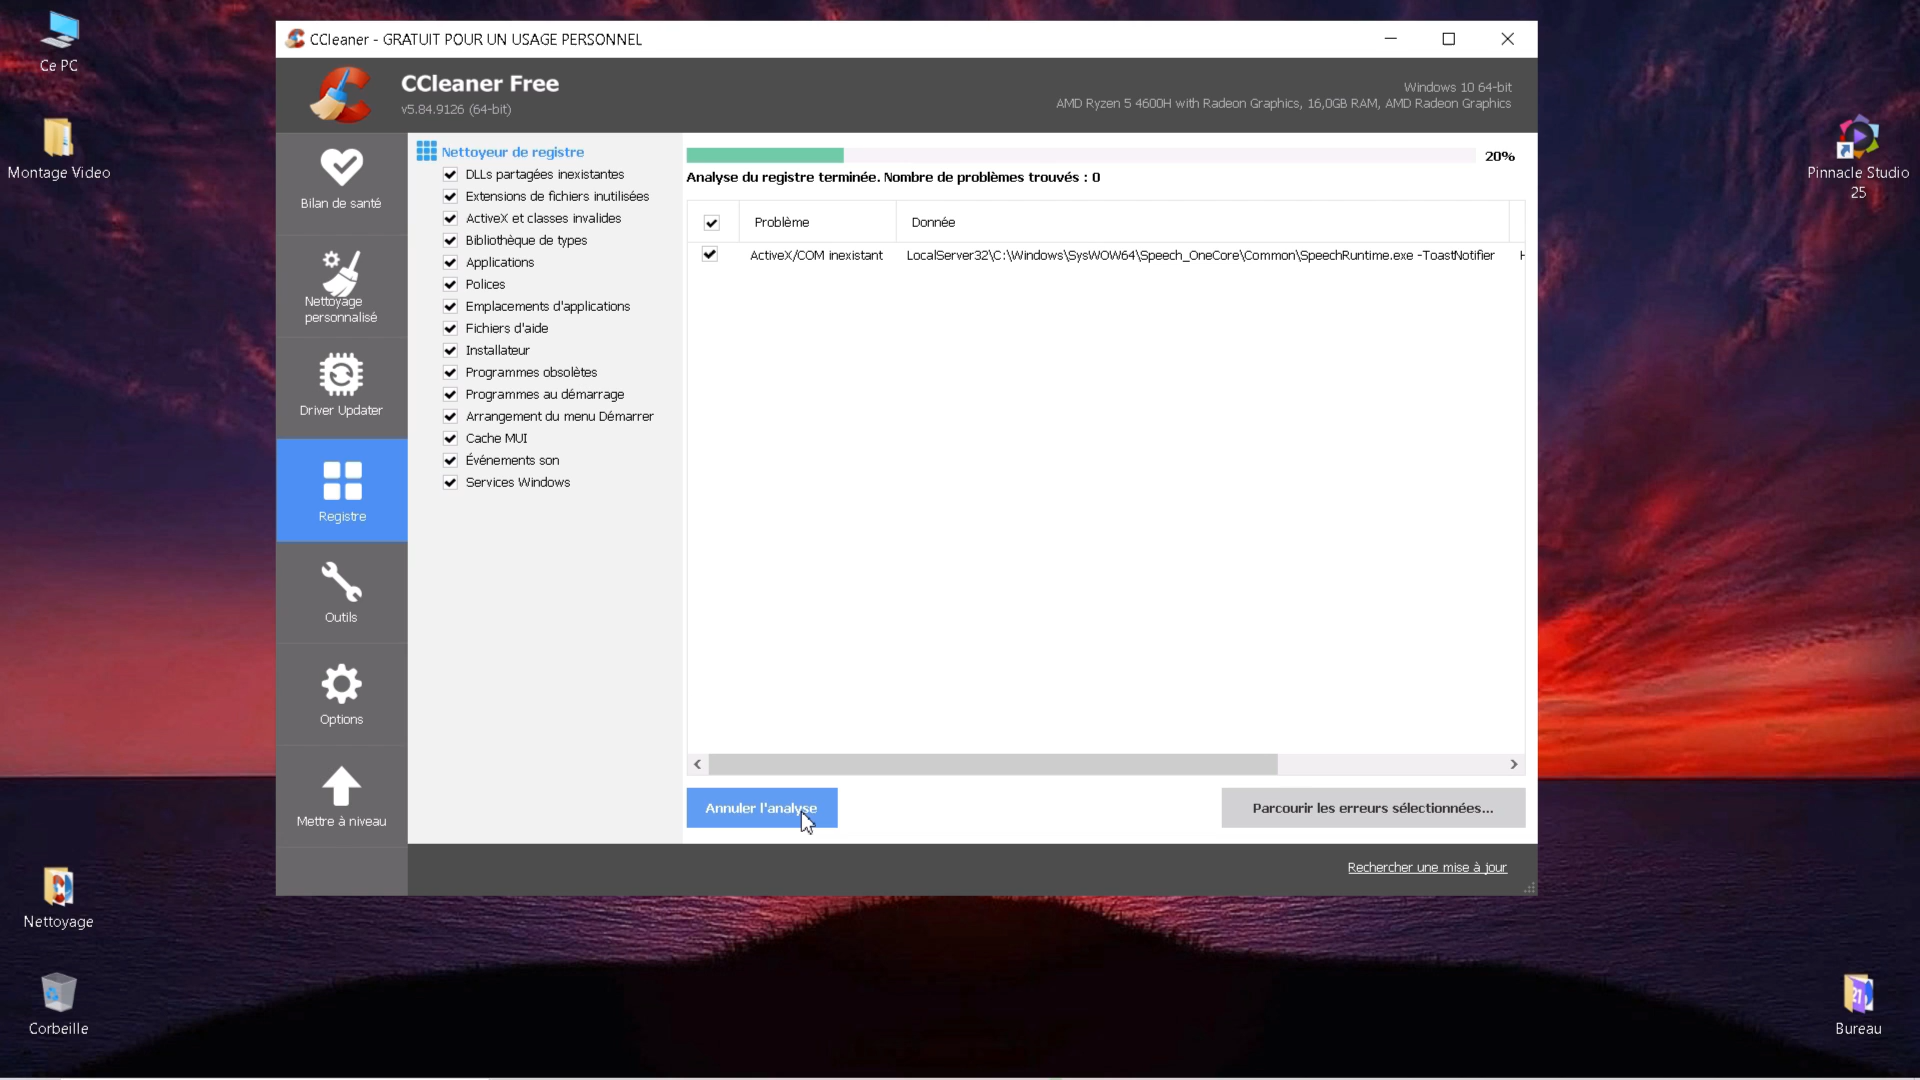 Ce PC
Montage Video
Nettoyage
Corbeille
CCleaner - GRATUIT POUR UN USAGE PERSONNEL
CCleaner Free
v5.84.9126 (64-bit)
Windows 10 64-bit
AMD Ryzen 5 4600H with Radeon Graphics, 16,0GB RAM, AMD Radeon Graphics
Bilan de santé
Nettoyage
personnalisé
Driver Updater
Registre
Outils
Options
Mettre à niveau
Nettoyeur de registre
DLLs partagées inexistantes
Extensions de fichiers inutilisées
ActiveX et classes invalides
Bibliothèque de types
Applications
Polices
Emplacements d'applications
Fichiers d'aide
Installateur
Programmes obsolètes
Programmes au démarrage
Arrangement du menu Démarrer
Cache MUI
Événements son
Services Windows
20%
Analyse du registre terminée. Nombre de problèmes trouvés : 0
Problème Donnée
ActiveX/COM inexistant LocalServer32\C:\Windows\SysWOW64\Speech_OneCore\Common\SpeechRuntime.exe -ToastNotifier
Annuler l'analyse
Parcourir les erreurs sélectionnées...
Rechercher une mise à jour
Pinnacle Studio
25
Bureau